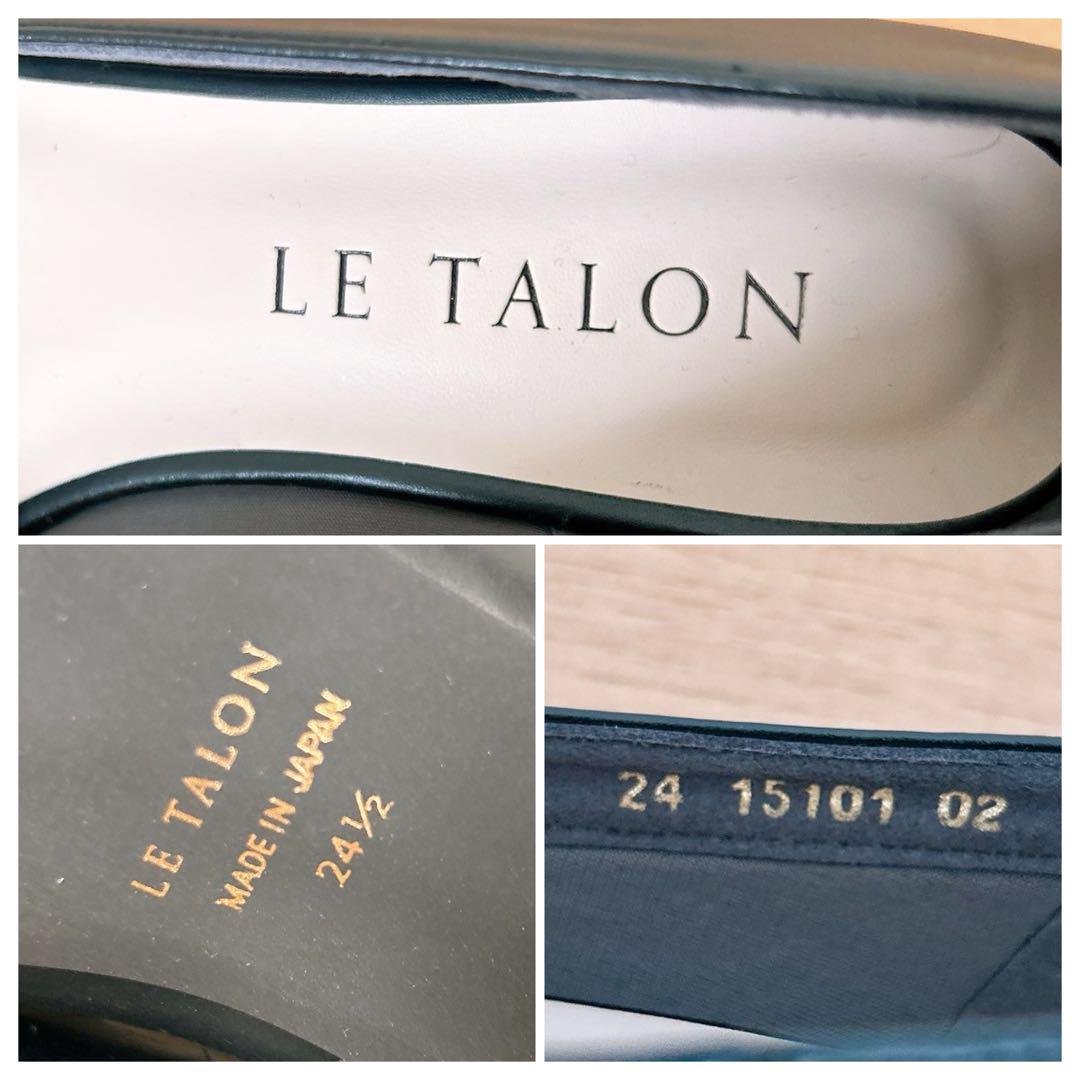 LE TALON
LE TALON
MADE IN JAPAN
24 ½
24 15101 02